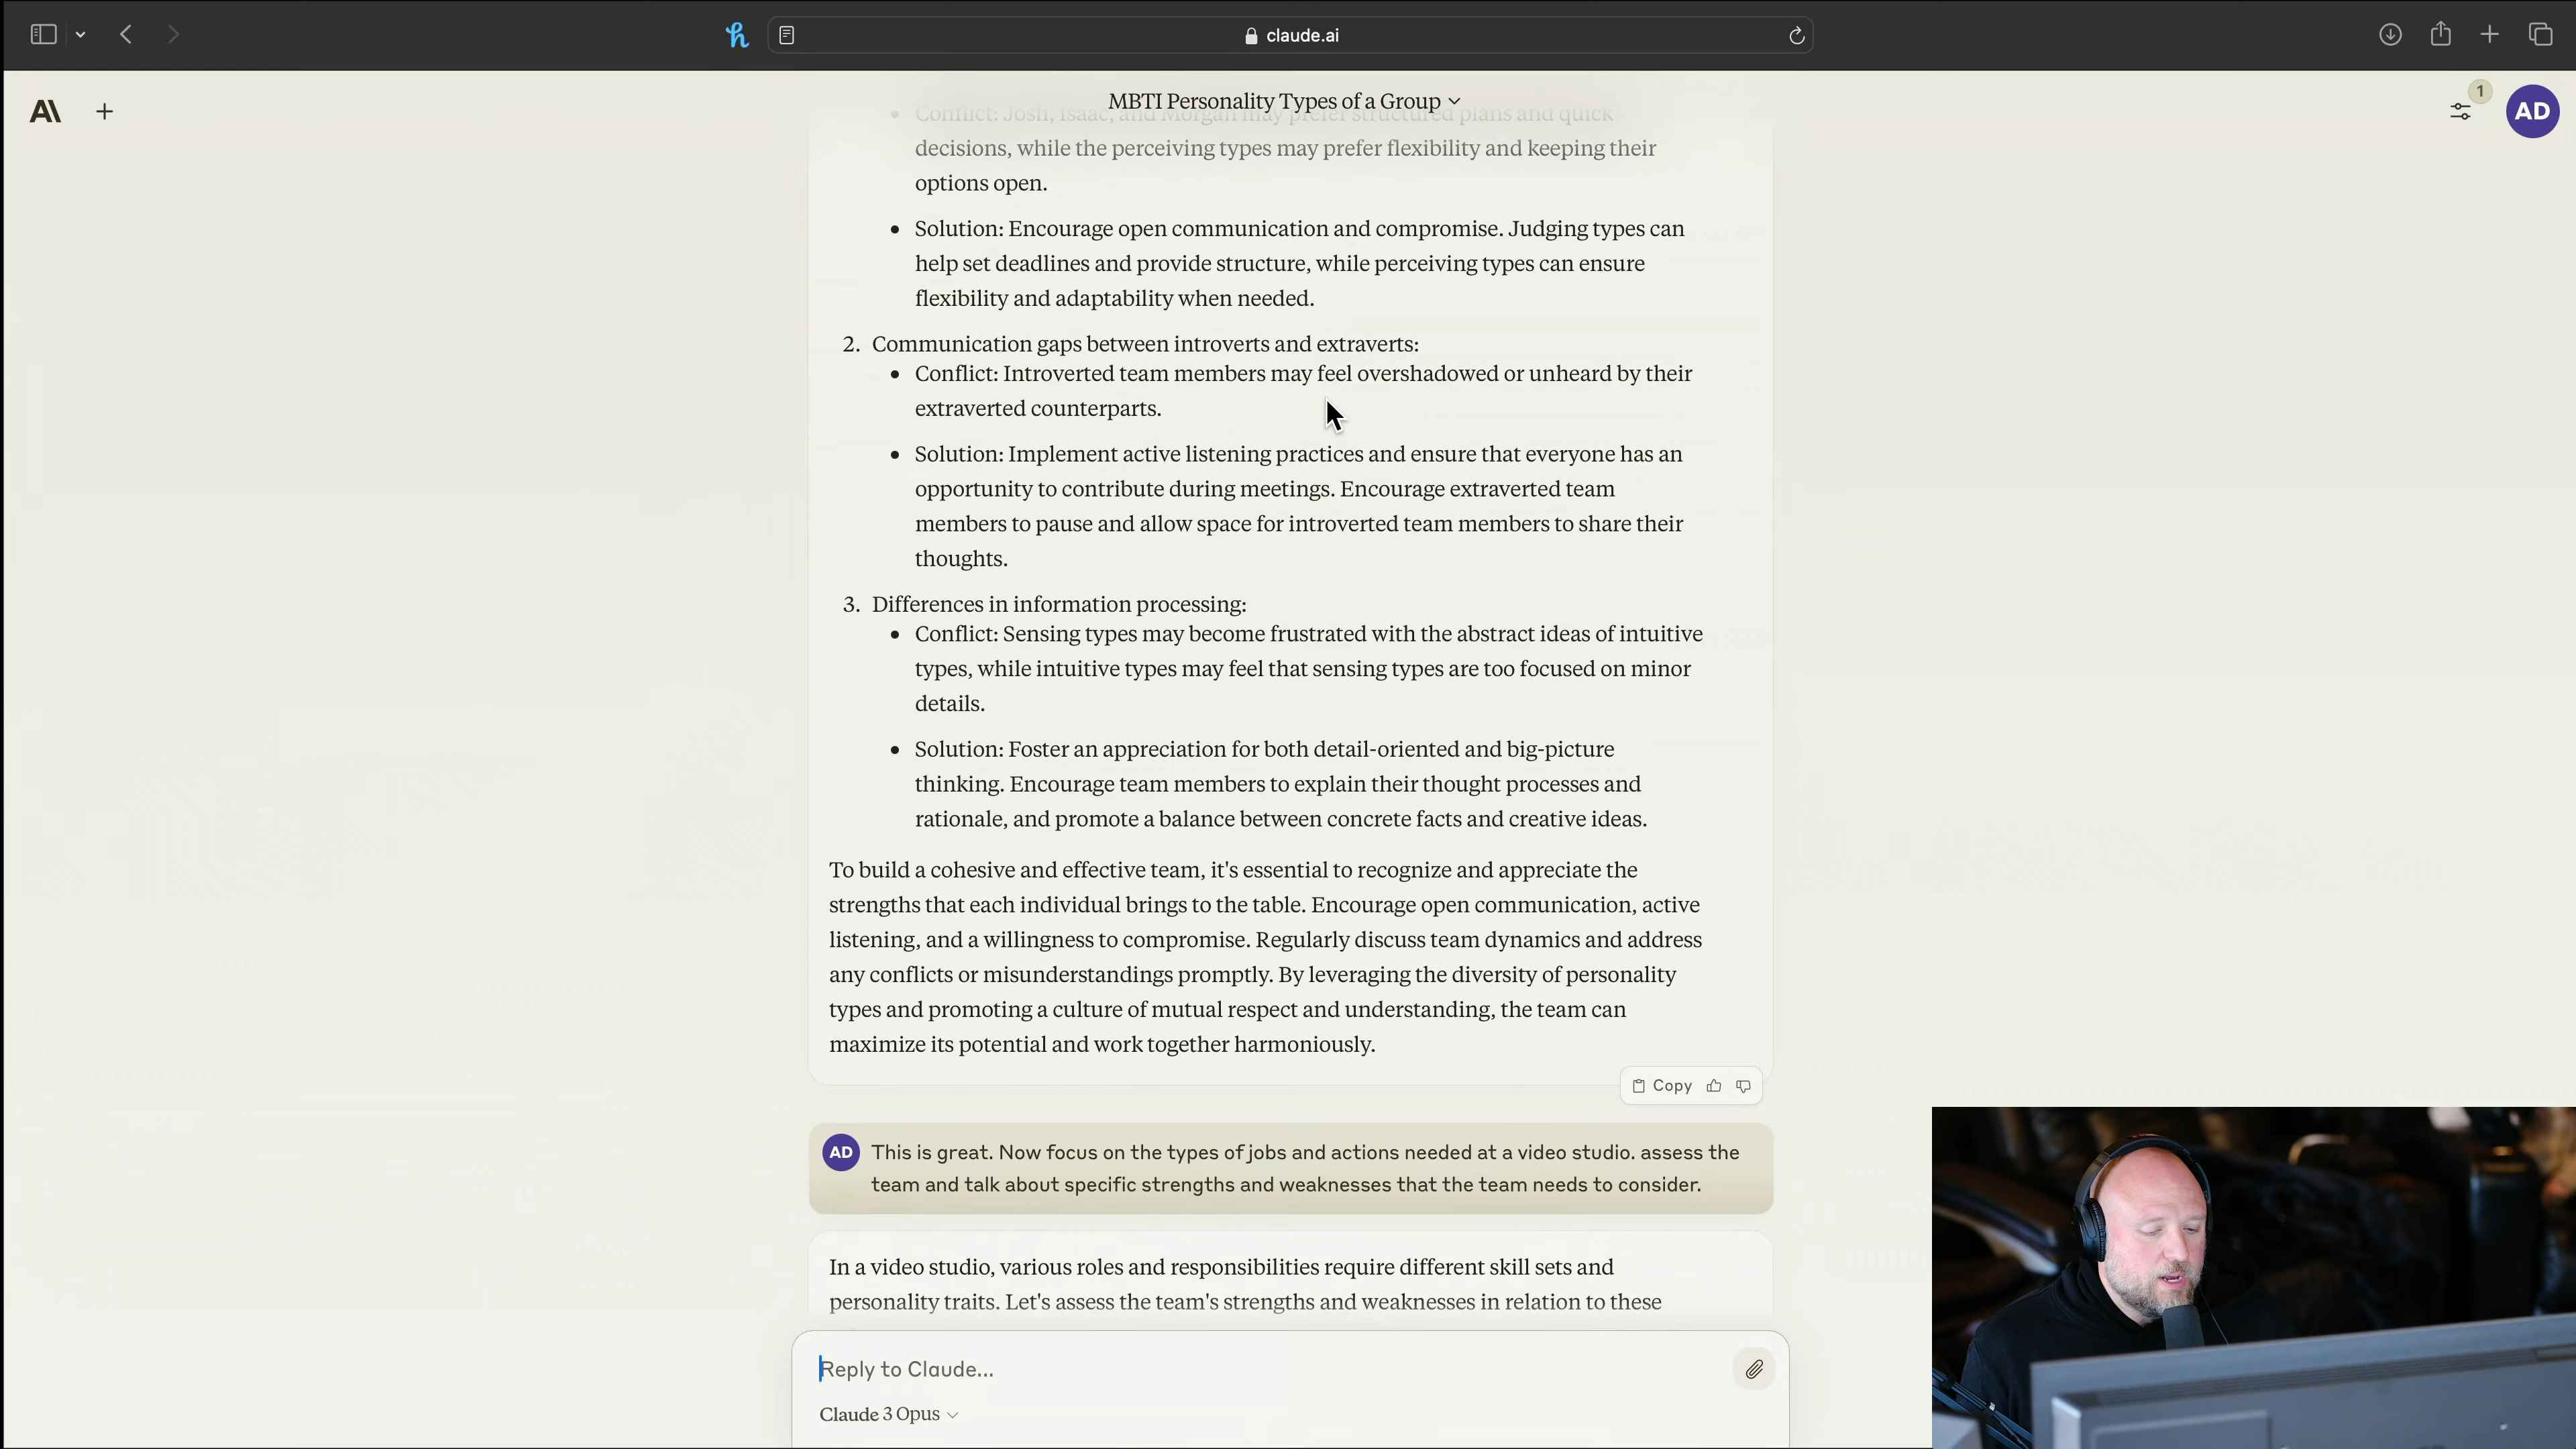 claude.ai
MBTI Personality Types of a Group
1
AD
Conflict: Josh, Isaac, and Morgan may prefer structured plans and quick
decisions, while the perceiving types may prefer flexibility and keeping their
options open.
Solution: Encourage open communication and compromise. Judging types can
help set deadlines and provide structure, while perceiving types can ensure
flexibility and adaptability when needed.
2. Communication gaps between introverts and extraverts:
Conflict: Introverted team members may feel overshadowed or unheard by their
extraverted counterparts.
Solution: Implement active listening practices and ensure that everyone has an
opportunity to contribute during meetings. Encourage extraverted team
members to pause and allow space for introverted team members to share their
thoughts.
3. Differences in information processing:
Conflict: Sensing types may become frustrated with the abstract ideas of intuitive
types, while intuitive types may feel that sensing types are too focused on minor
details.
Solution: Foster an appreciation for both detail-oriented and big-picture
thinking. Encourage team members to explain their thought processes and
rationale, and promote a balance between concrete facts and creative ideas.
To build a cohesive and effective team, it's essential to recognize and appreciate the
strengths that each individual brings to the table. Encourage open communication, active
listening, and a willingness to compromise. Regularly discuss team dynamics and address
any conflicts or misunderstandings promptly. By leveraging the diversity of personality
types and promoting a culture of mutual respect and understanding, the team can
maximize its potential and work together harmoniously.
Copy
AD
This is great. Now focus on the types of jobs and actions needed at a video studio. assess the
team and talk about specific strengths and weaknesses that the team needs to consider.
In a video studio, various roles and responsibilities require different skill sets and
personality traits. Let's assess the team's strengths and weaknesses in relation to these
Reply to Claude...
Claude 3 Opus